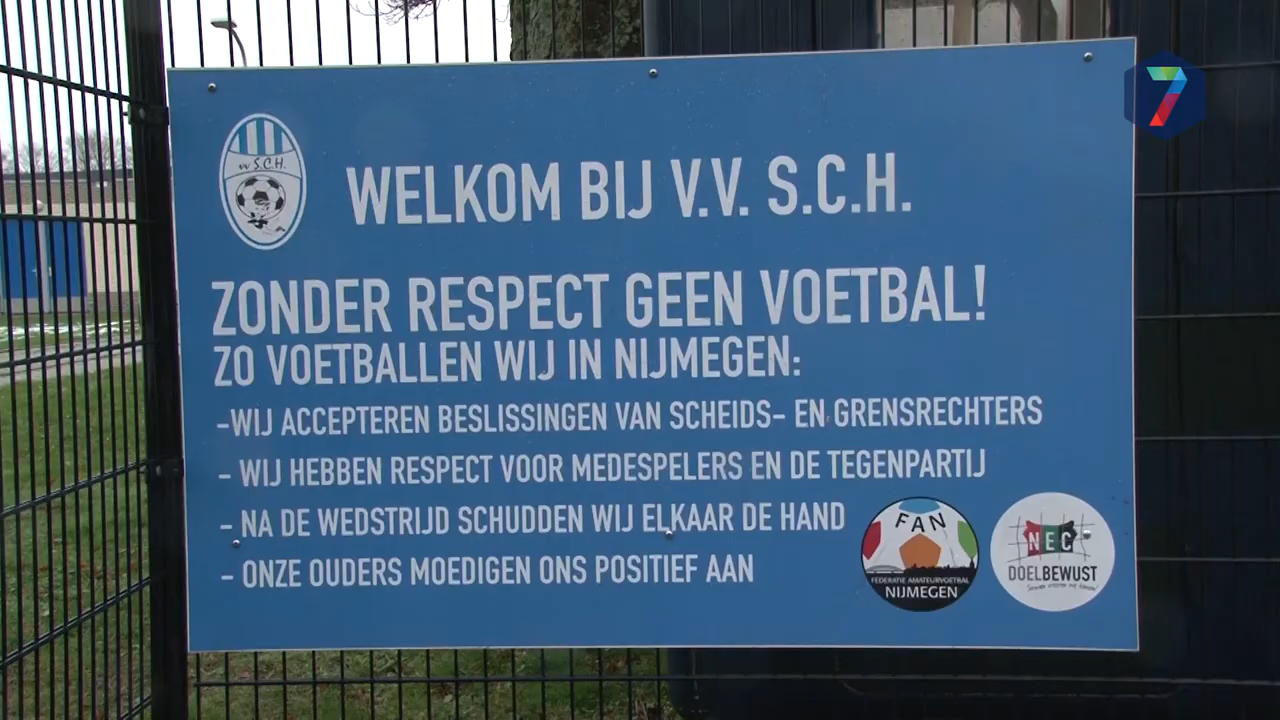 7
vv S.C.H.
WELKOM BIJ V.V. S.C.H.
ZONDER RESPECT GEEN VOETBAL!
ZO VOETBALLEN WIJ IN NIJMEGEN:
-WIJ ACCEPTEREN BESLISSINGEN VAN SCHEIDS- EN GRENSRECHTERS
- WIJ HEBBEN RESPECT VOOR MEDESPELERS EN DE TEGENPARTIJ
- NA DE WEDSTRIJD SCHUDDEN WIJ ELKAAR DE HAND
- ONZE OUDERS MOEDIGEN ONS POSITIEF AAN
FAN
FEDERATIE AMATEURVOETBAL
NIJMEGEN
NEC
DOELBEWUST